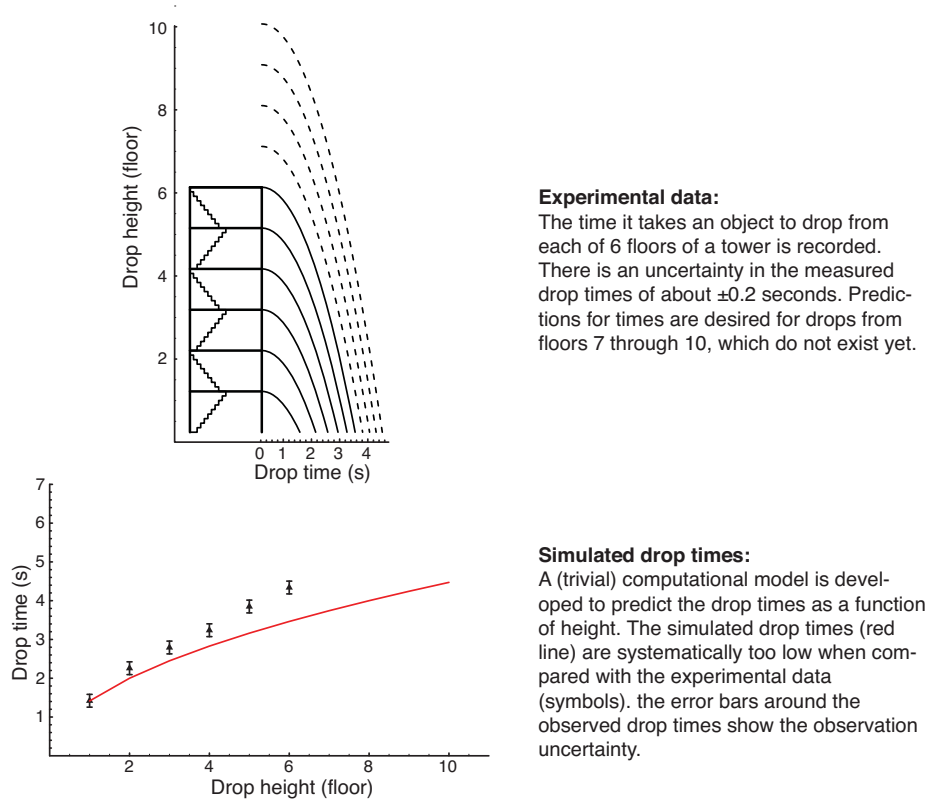 10
8
6
4
2
Drop height (floor)
0 1 2 3 4
Drop time (s)
Experimental data:
The time it takes an object to drop from
each of 6 floors of a tower is recorded.
There is an uncertainty in the measured
drop times of about ±0.2 seconds. Predic-
tions for times are desired for drops from
floors 7 through 10, which do not exist yet.
7
6
5
4
3
2
1
Drop time (s)
2 4 6 8 10
Drop height (floor)
Simulated drop times:
A (trivial) computational model is devel-
oped to predict the drop times as a function
of height. The simulated drop times (red
line) are systematically too low when com-
pared with the experimental data
(symbols). the error bars around the
observed drop times show the observation
uncertainty.